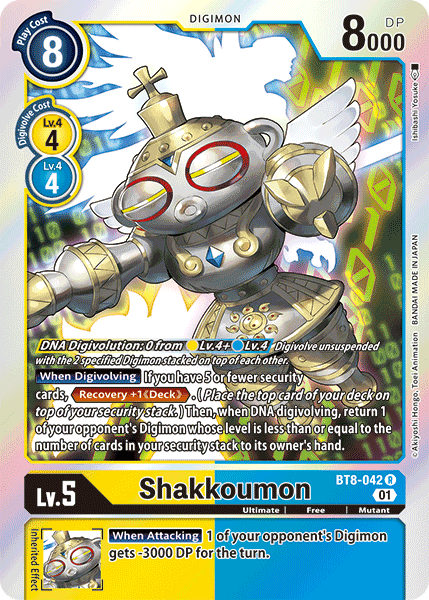 Play Cost
8
DIGIMON
DP
8000
Digivolve Cost
Lv.4
4
Lv.4
4
Ishibashi Yosuke
©Akiyoshi Hongo, Toei Animation   BANDAI MADE IN JAPAN
DNA Digivolution: 0 from Lv.4+ Lv.4 Digivolve unsuspended
with the 2 specified Digimon stacked on top of each other.
When Digivolving If you have 5 or fewer security
cards, Recovery +1《Deck》. (Place the top card of your deck on
top of your security stack.) Then, when DNA digivolving, return 1
of your opponent's Digimon whose level is less than or equal to the
number of cards in your security stack to its owner's hand.
Lv.5
Shakkoumon
BT8-042 R
01
Ultimate | Free | Mutant
Inherited Effect
When Attacking 1 of your opponent's Digimon
gets -3000 DP for the turn.